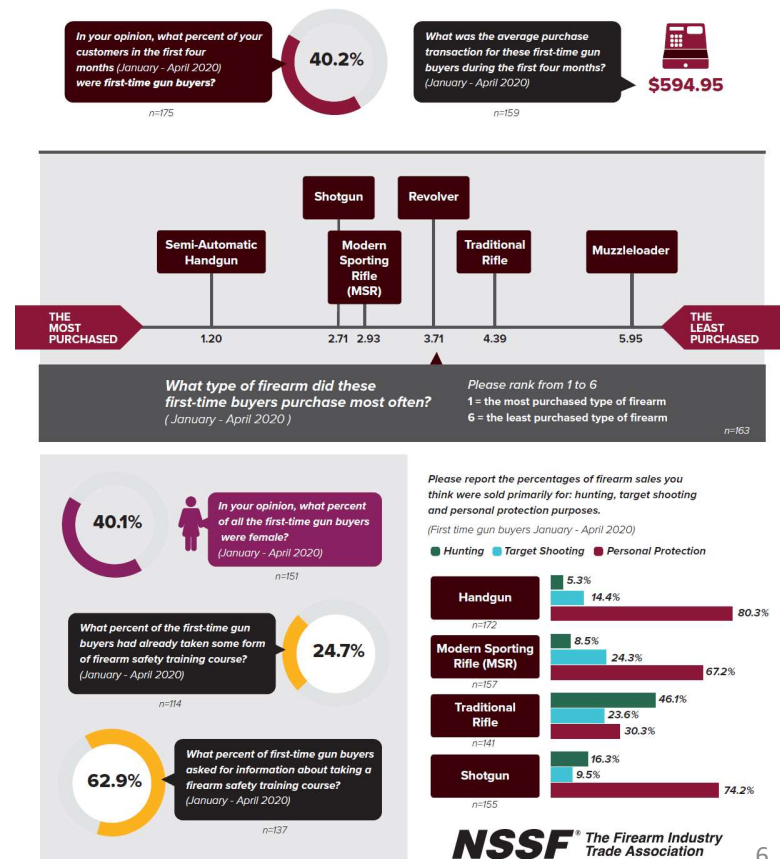 In your opinion, what percent of your
customers in the first four
months (January - April 2020)
were first-time gun buyers?
n=175
40.2%
What was the average purchase
transaction for these first-time gun
buyers during the first four months?
(January - April 2020)
n=159
$594.95
Shotgun
Revolver
Semi-Automatic
Handgun
Modern
Sporting
Rifle
(MSR)
Traditional
Rifle
Muzzleloader
THE
MOST
PURCHASED
1.20
2.71
2.93
3.71
4.39
5.95
THE
LEAST
PURCHASED
What type of firearm did these
first-time buyers purchase most often?
( January - April 2020 )
Please rank from 1 to 6
1 = the most purchased type of firearm
6 = the least purchased type of firearm
n=163
40.1%
In your opinion, what percent
of all the first-time gun buyers
were female?
(January - April 2020)
n=151
What percent of the first-time gun
buyers had already taken some form
of firearm safety training course?
(January - April 2020)
n=114
24.7%
62.9%
What percent of first-time gun buyers
asked for information about taking a
firearm safety training course?
(January - April 2020)
n=137
Please report the percentages of firearm sales you
think were sold primarily for: hunting, target shooting
and personal protection purposes.
(First time gun buyers January - April 2020)
Hunting Target Shooting Personal Protection
Handgun
n=172
5.3%
14.4%
80.3%
Modern Sporting
Rifle (MSR)
n=157
8.5%
24.3%
67.2%
Traditional
Rifle
n=141
46.1%
23.6%
30.3%
Shotgun
n=155
16.3%
9.5%
74.2%
NSSF® The Firearm Industry
Trade Association
6